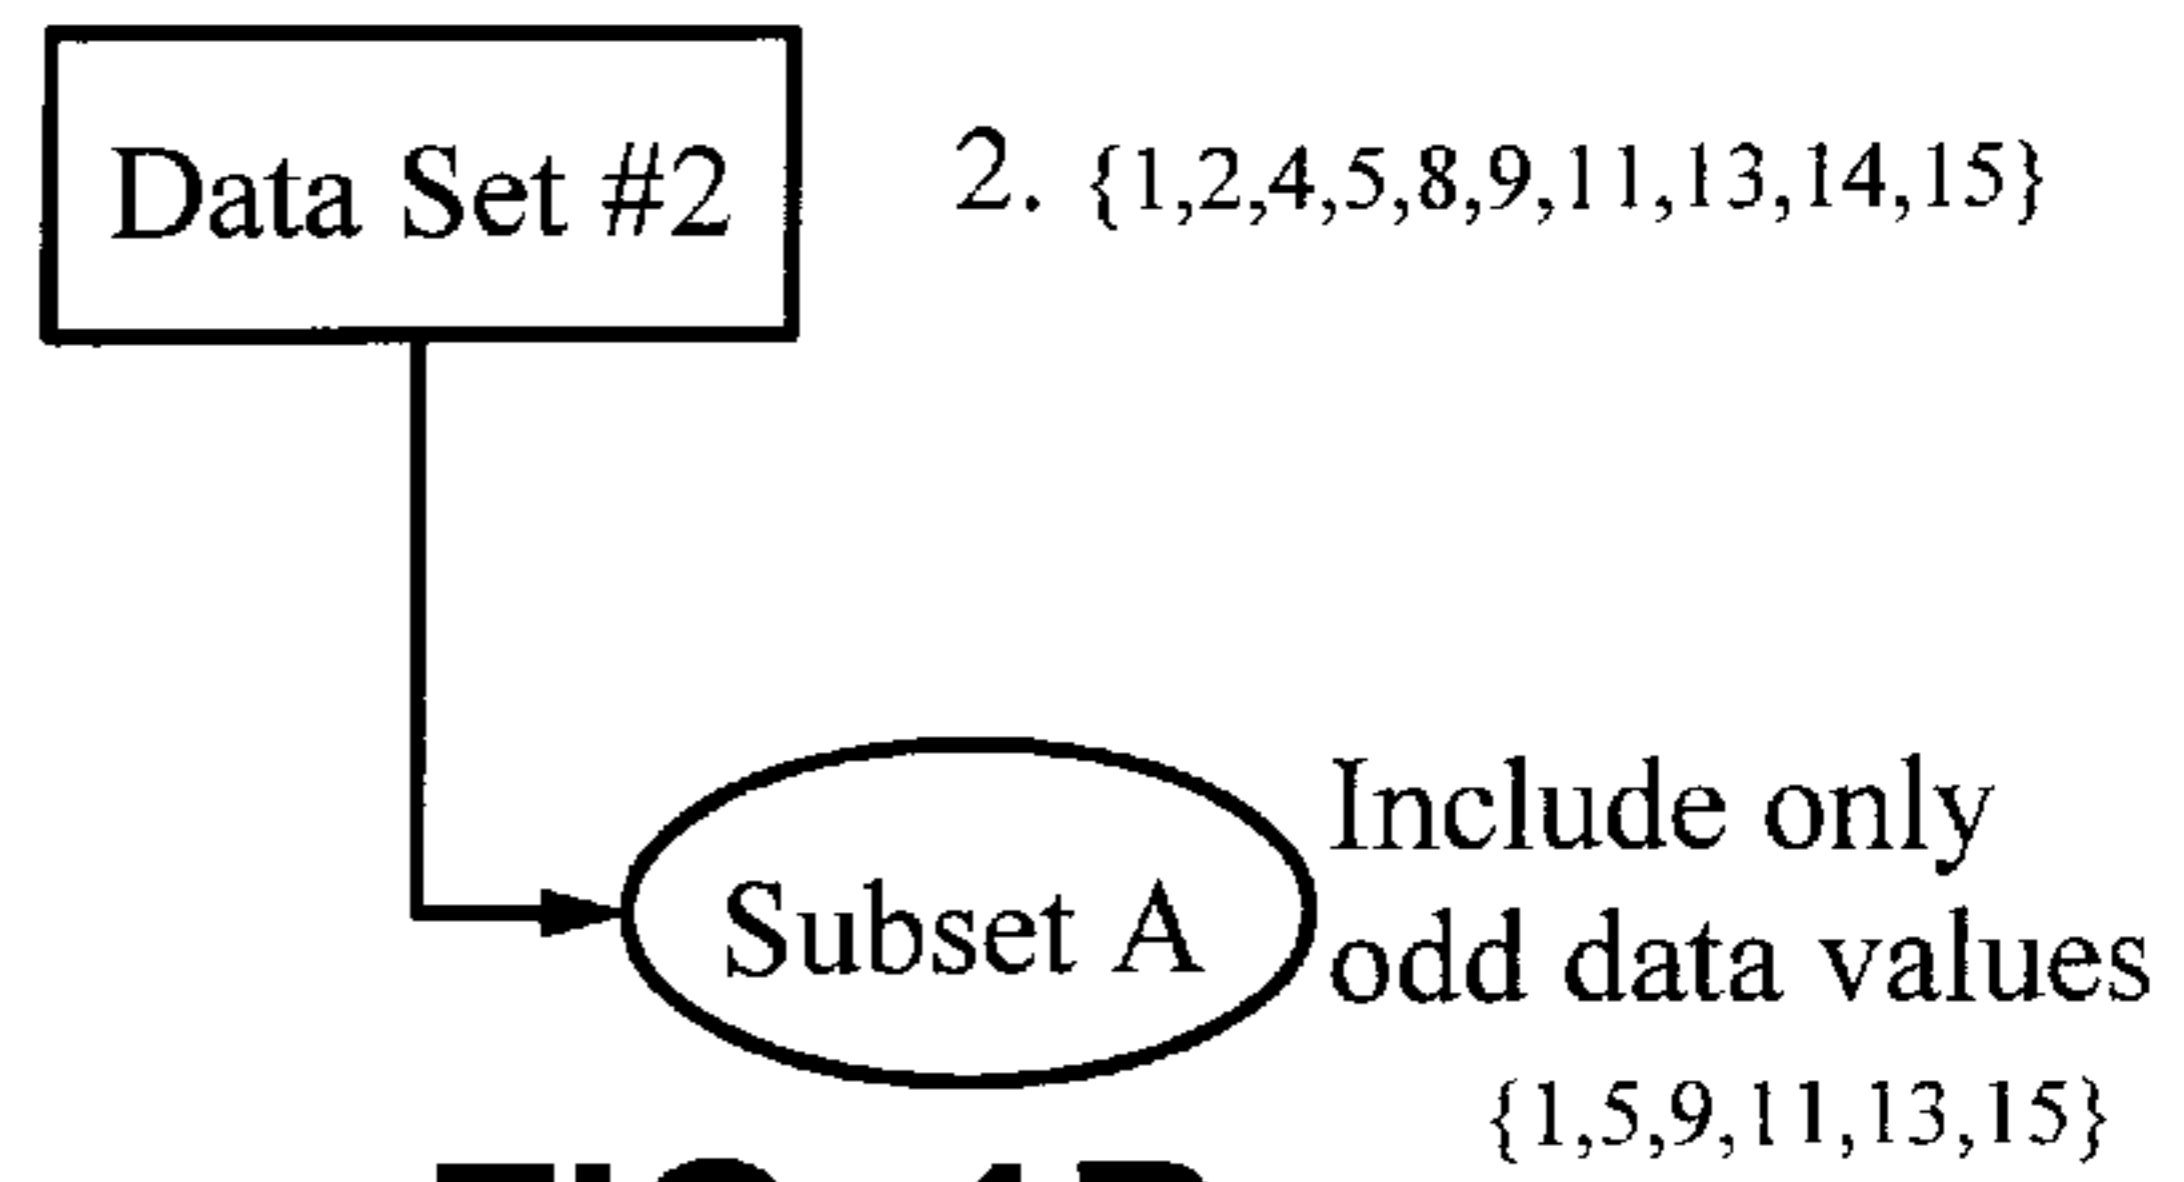 Data Set #2
2. {1,2,4,5,8,9,11,13,14,15}
Include only
Subset A
odd data values
{1,5,9,11,13,15}